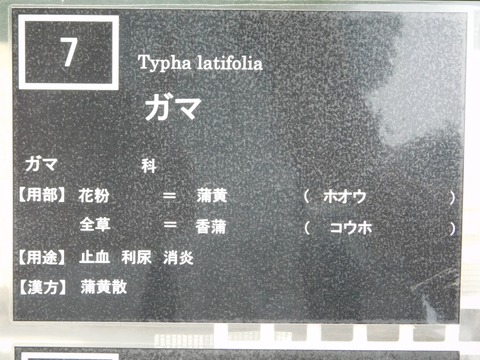 7
Typha latifolia
ガマ
ガマ 科
【用部】 花粉 ＝ 蒲黄 ( ホオウ )
全草 ＝ 香蒲 ( コウホ )
【用途】 止血 利尿 消炎
【漢方】 蒲黄散